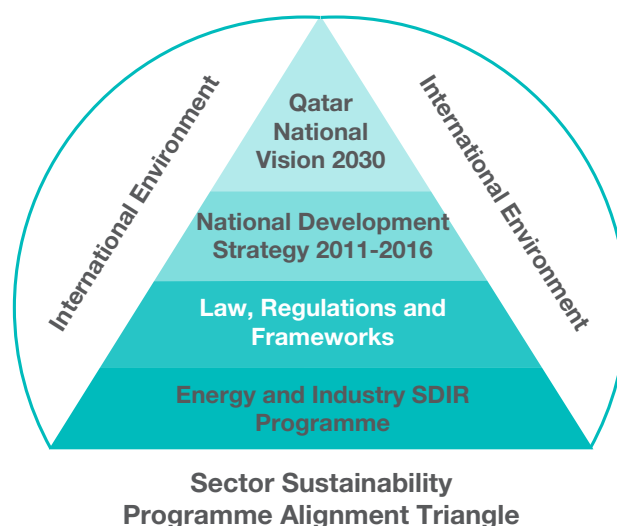 International Environment
International Environment
Qatar
National
Vision 2030
National Development
Strategy 2011-2016
Law, Regulations and
Frameworks
Energy and Industry SDIR
Programme
Sector Sustainability
Programme Alignment Triangle